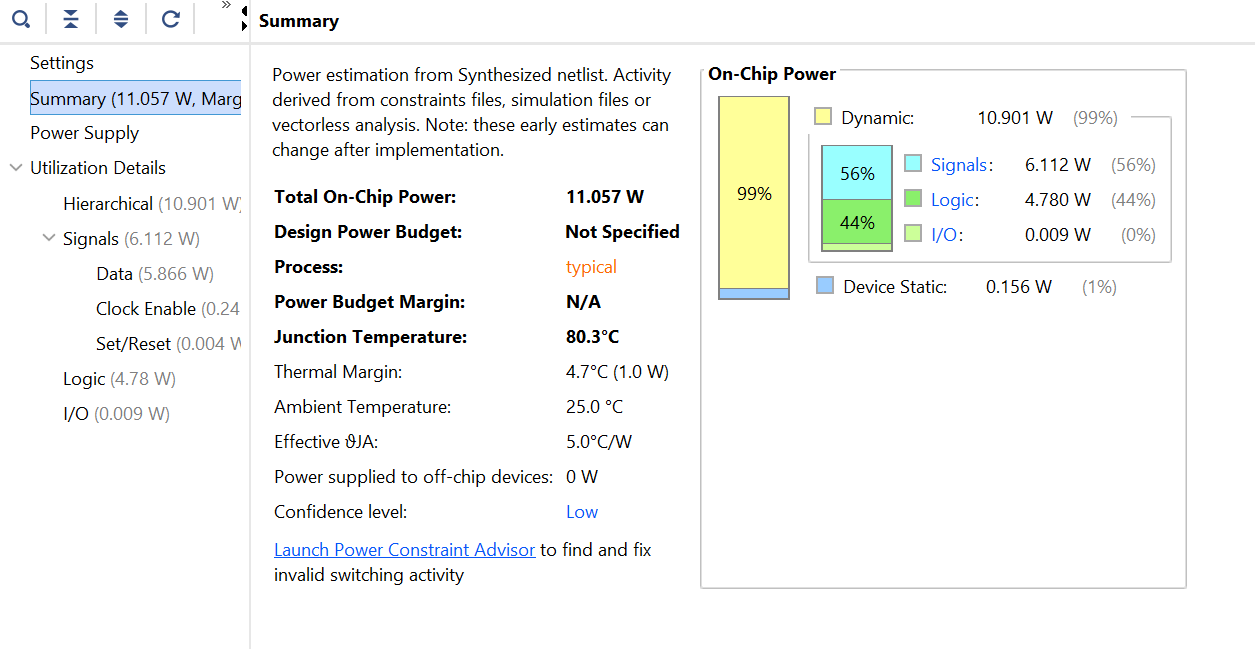 »
Summary
Settings
Summary (11.057 W, Marg
Power Supply
Utilization Details
Hierarchical (10.901 W)
Signals (6.112 W)
Data (5.866 W)
Clock Enable (0.24
Set/Reset (0.004 W
Logic (4.78 W)
I/O (0.009 W)
Power estimation from Synthesized netlist. Activity
derived from constraints files, simulation files or
vectorless analysis. Note: these early estimates can
change after implementation.
Total On-Chip Power: 11.057 W
Design Power Budget: Not Specified
Process: typical
Power Budget Margin: N/A
Junction Temperature: 80.3°C
Thermal Margin: 4.7°C (1.0 W)
Ambient Temperature: 25.0 °C
Effective ϑJA: 5.0°C/W
Power supplied to off-chip devices: 0 W
Confidence level: Low
Launch Power Constraint Advisor to find and fix
invalid switching activity
On-Chip Power
99%
Dynamic: 10.901 W (99%)
56%
44%
Signals: 6.112 W (56%)
Logic: 4.780 W (44%)
I/O: 0.009 W (0%)
Device Static: 0.156 W (1%)